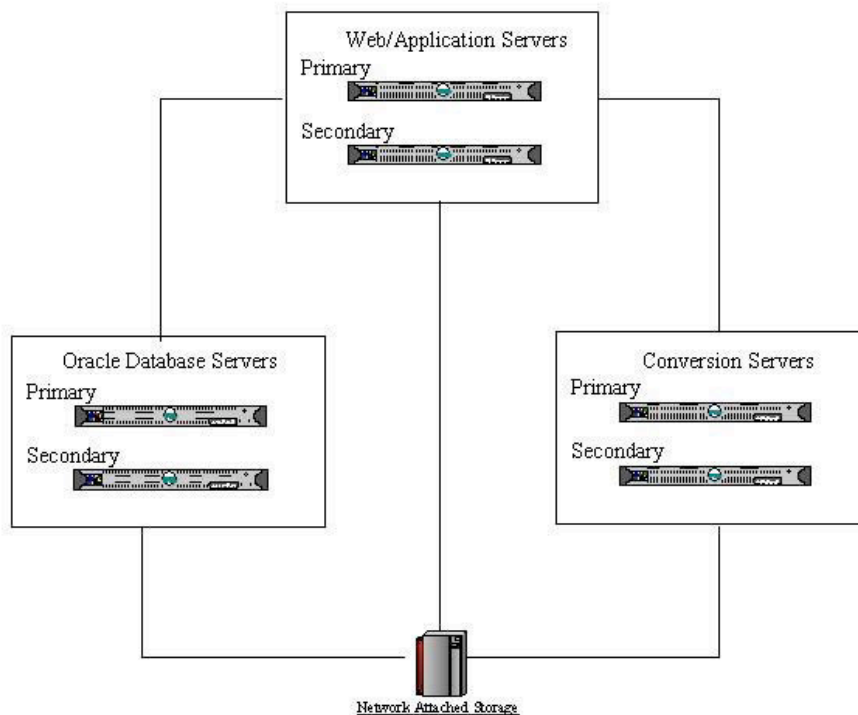 Web/Application Servers
Primary
Secondary
Oracle Database Servers
Primary
Secondary
Conversion Servers
Primary
Secondary
Network Attached Storage